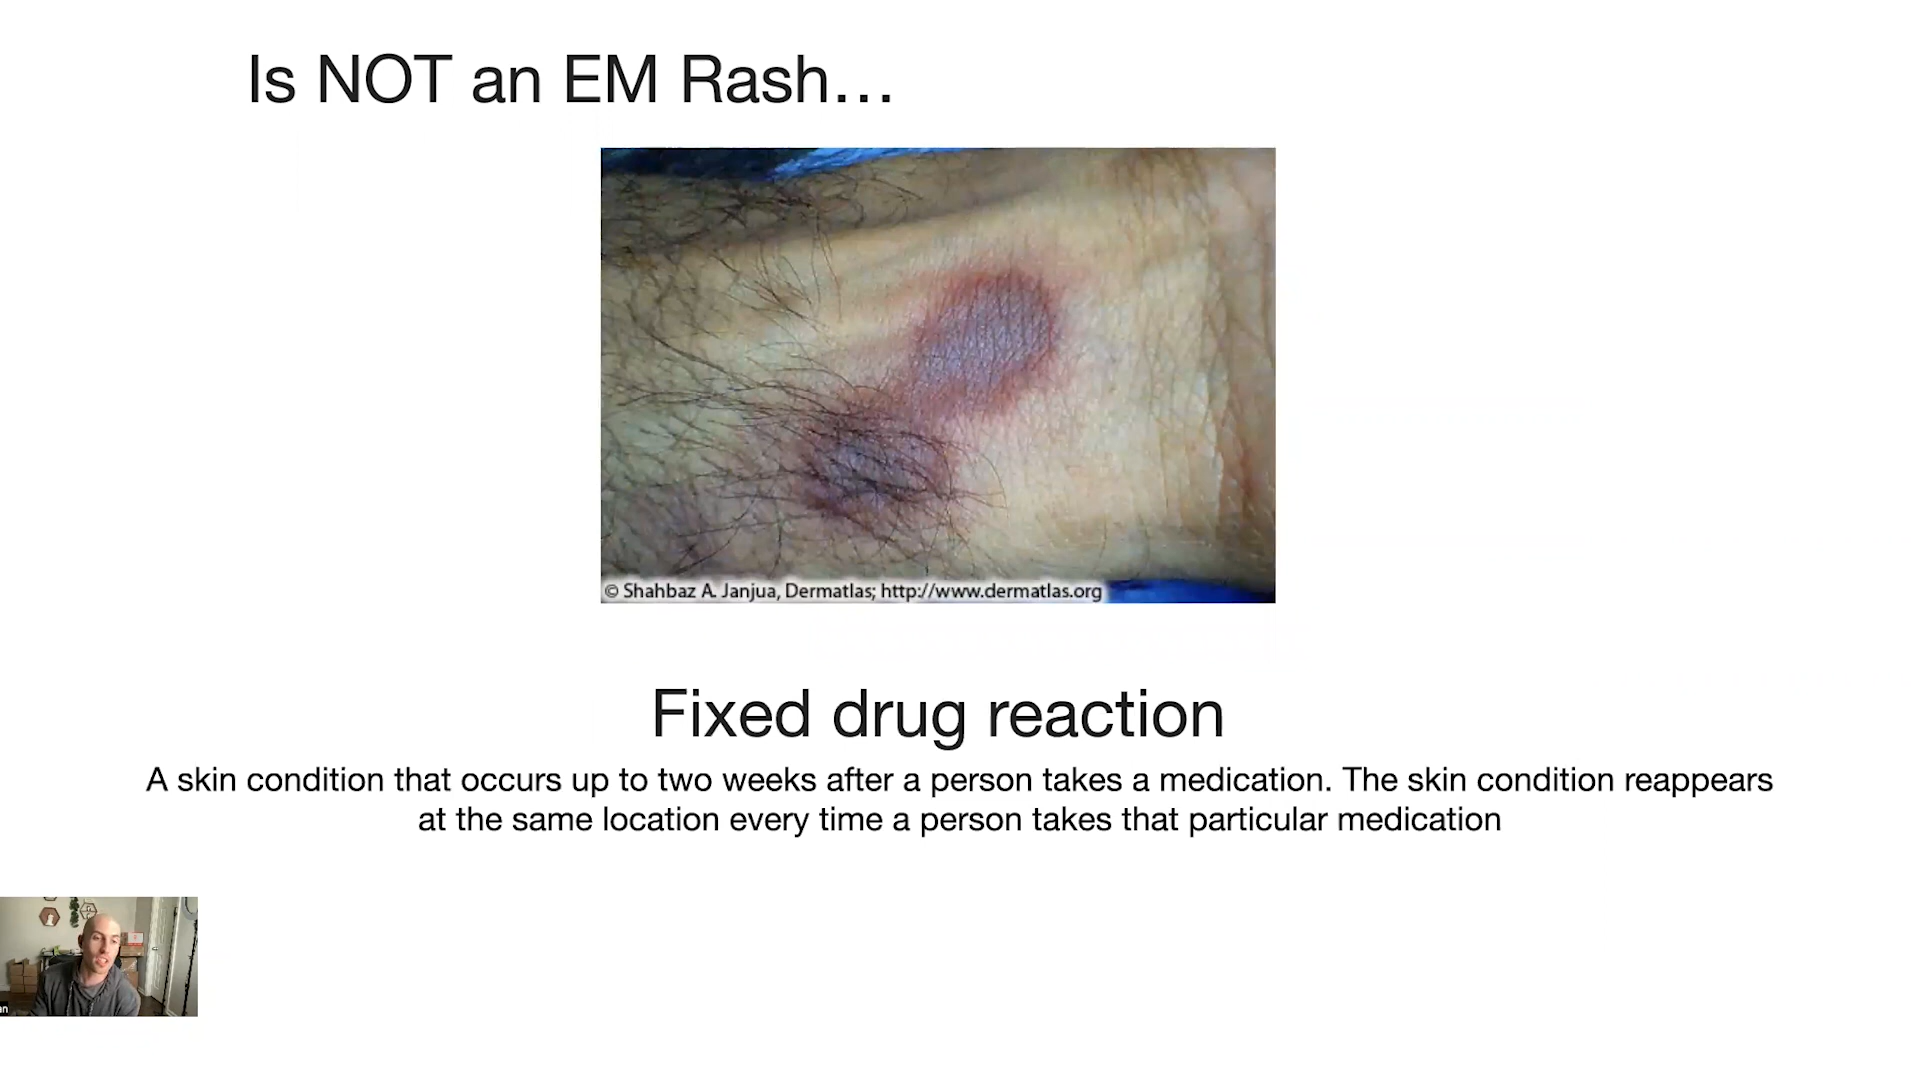 Is NOT an EM Rash…
© Shahbaz A. Janjua, Dermatlas; http://www.dermatlas.org
Fixed drug reaction
A skin condition that occurs up to two weeks after a person takes a medication. The skin condition reappears
at the same location every time a person takes that particular medication